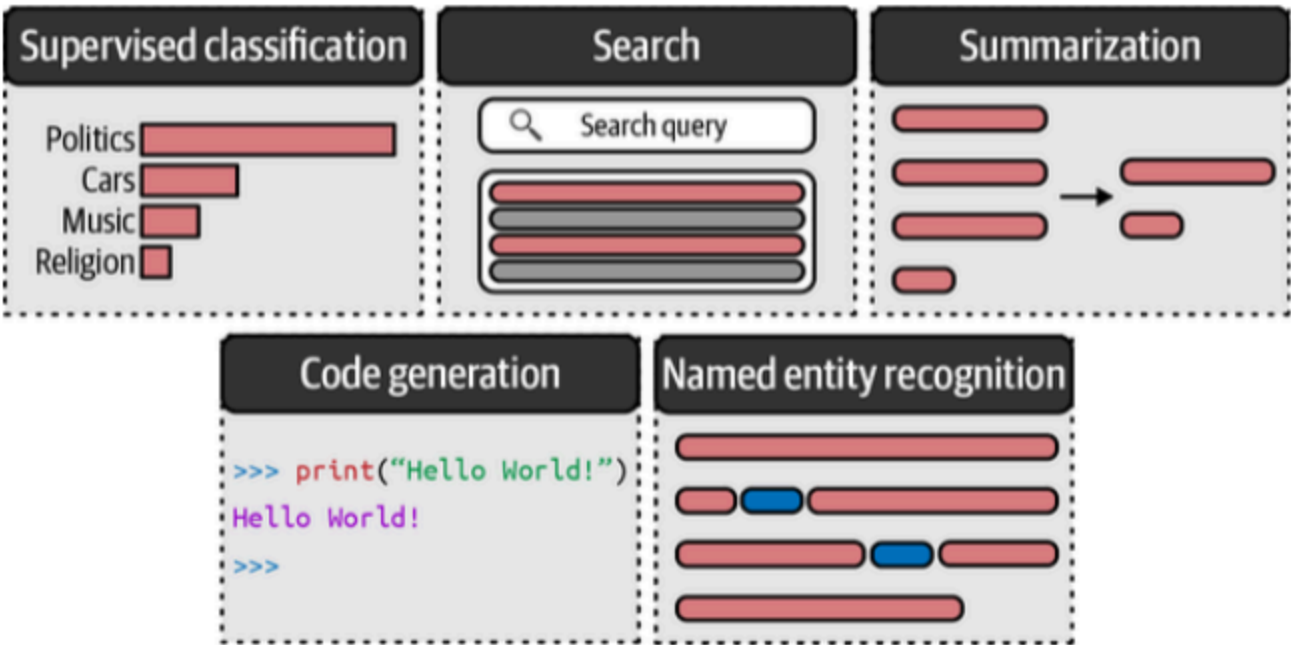 Supervised classification
Politics
Cars
Music
Religion
Search
Search query
Summarization
Code generation
>>> print(“Hello World!”)
Hello World!
>>>
Named entity recognition